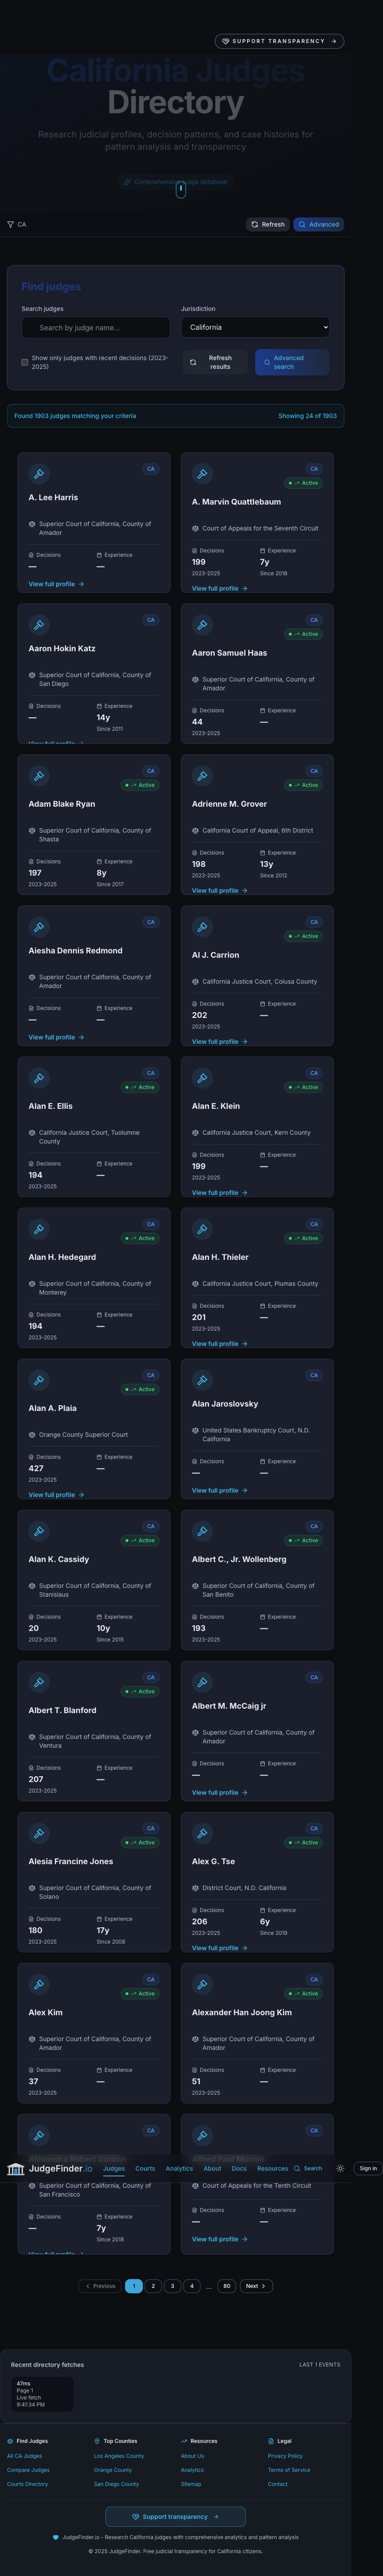 SUPPORT TRANSPARENCY
California Judges
Directory
Research judicial profiles, decision patterns, and case histories for
pattern analysis and transparency
Comprehensive judge database
CA
Refresh
Advanced
Find judges
Search judges
Jurisdiction
Search by judge name...
California
Show only judges with recent decisions (2023-
2025)
Refresh
results
Advanced
search
Found 1903 judges matching your criteria
Showing 24 of 1903
CA
A. Lee Harris
Superior Court of California, County of
Amador
Decisions
Experience
—
—
View full profile
CA
Active
A. Marvin Quattlebaum
Court of Appeals for the Seventh Circuit
Decisions
Experience
199
7y
2023-2025
Since 2018
View full profile
CA
Aaron Hokin Katz
Superior Court of California, County of
San Diego
Decisions
Experience
—
14y
Since 2011
View full profile
CA
Active
Aaron Samuel Haas
Superior Court of California, County of
Amador
Decisions
Experience
44
—
2023-2025
CA
Active
Adam Blake Ryan
Superior Court of California, County of
Shasta
Decisions
Experience
197
8y
2023-2025
Since 2017
CA
Active
Adrienne M. Grover
California Court of Appeal, 6th District
Decisions
Experience
198
13y
2023-2025
Since 2012
View full profile
CA
Aiesha Dennis Redmond
Superior Court of California, County of
Amador
Decisions
Experience
—
—
View full profile
CA
Active
Al J. Carrion
California Justice Court, Colusa County
Decisions
Experience
202
—
2023-2025
View full profile
CA
Active
Alan E. Ellis
California Justice Court, Tuolumne
County
Decisions
Experience
194
—
2023-2025
CA
Active
Alan E. Klein
California Justice Court, Kern County
Decisions
Experience
199
—
2023-2025
View full profile
CA
Active
Alan H. Hedegard
Superior Court of California, County of
Monterey
Decisions
Experience
194
—
2023-2025
CA
Active
Alan H. Thieler
California Justice Court, Plumas County
Decisions
Experience
201
—
2023-2025
View full profile
CA
Active
Alan A. Plaia
Orange County Superior Court
Decisions
Experience
427
—
2023-2025
View full profile
CA
Alan Jaroslovsky
United States Bankruptcy Court, N.D.
California
Decisions
Experience
—
—
View full profile
CA
Active
Alan K. Cassidy
Superior Court of California, County of
Stanislaus
Decisions
Experience
20
10y
2023-2025
Since 2015
CA
Active
Albert C., Jr. Wollenberg
Superior Court of California, County of
San Benito
Decisions
Experience
193
—
2023-2025
CA
Active
Albert T. Blanford
Superior Court of California, County of
Ventura
Decisions
Experience
207
—
2023-2025
CA
Albert M. McCaig jr
Superior Court of California, County of
Amador
Decisions
Experience
—
—
View full profile
CA
Active
Alesia Francine Jones
Superior Court of California, County of
Solano
Decisions
Experience
180
17y
2023-2025
Since 2008
CA
Active
Alex G. Tse
District Court, N.D. California
Decisions
Experience
206
6y
2023-2025
Since 2019
View full profile
CA
Active
Alex Kim
Superior Court of California, County of
Amador
Decisions
Experience
37
—
2023-2025
CA
Active
Alexander Han Joong Kim
Superior Court of California, County of
Amador
Decisions
Experience
51
—
2023-2025
CA
CA
JudgeFinder.io
Judges
Courts
Analytics
About
Docs
Resources
Search
Sign in
Superior Court of California, County of
San Francisco
Decisions
Experience
—
7y
Since 2018
View full profile
Alfred Paul Murrah
Court of Appeals for the Tenth Circuit
Decisions
Experience
—
—
View full profile
Previous
1
2
3
4
...
80
Next
Recent directory fetches
LAST 1 EVENTS
47ms
Page 1
Live fetch
9:41:34 PM
Find Judges
Top Counties
Resources
Legal
All CA Judges
Los Angeles County
About Us
Privacy Policy
Compare Judges
Orange County
Analytics
Terms of Service
Courts Directory
San Diego County
Sitemap
Contact
Support transparency
JudgeFinder.io - Research California judges with comprehensive analytics and pattern analysis
© 2025 JudgeFinder. Free judicial transparency for California citizens.